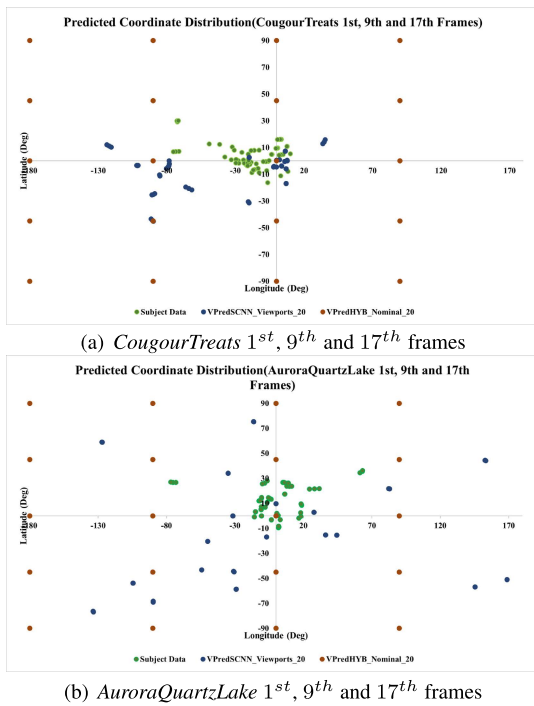 Predicted Coordinate Distribution(CougourTreats 1st, 9th and 17th Frames)
90
70
50
30
10
-180 -130 -80 -30 -10 20 70 120 170
-30
-50
-70
-90
Latitude (Deg)
Longitude (Deg)
Subject Data VPredSCNN_Viewports_20 VPredHYB_Nominal_20
(a) CougourTreats 1st, 9th and 17th frames
Predicted Coordinate Distribution(AuroraQuartzLake 1st, 9th and 17th
Frames)
90
70
50
30
10
-180 -130 -80 -30 -10 20 70 120 170
-30
-50
-70
-90
Latitude (Deg)
Longitude (Deg)
Subject Data VPredSCNN_Viewports_20 VPredHYB_Nominal_20
(b) AuroraQuartzLake 1st, 9th and 17th frames